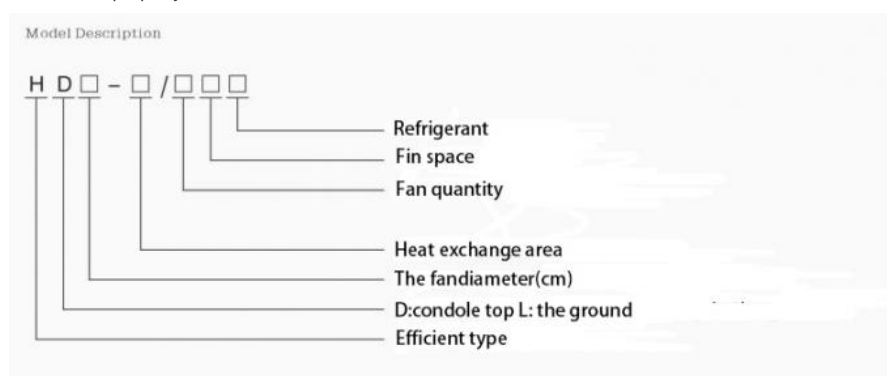 Model Description
H D□-□/□□□
Refrigerant
Fin space
Fan quantity
Heat exchange area
The fandiameter(cm)
D:condole top L: the ground
Efficient type